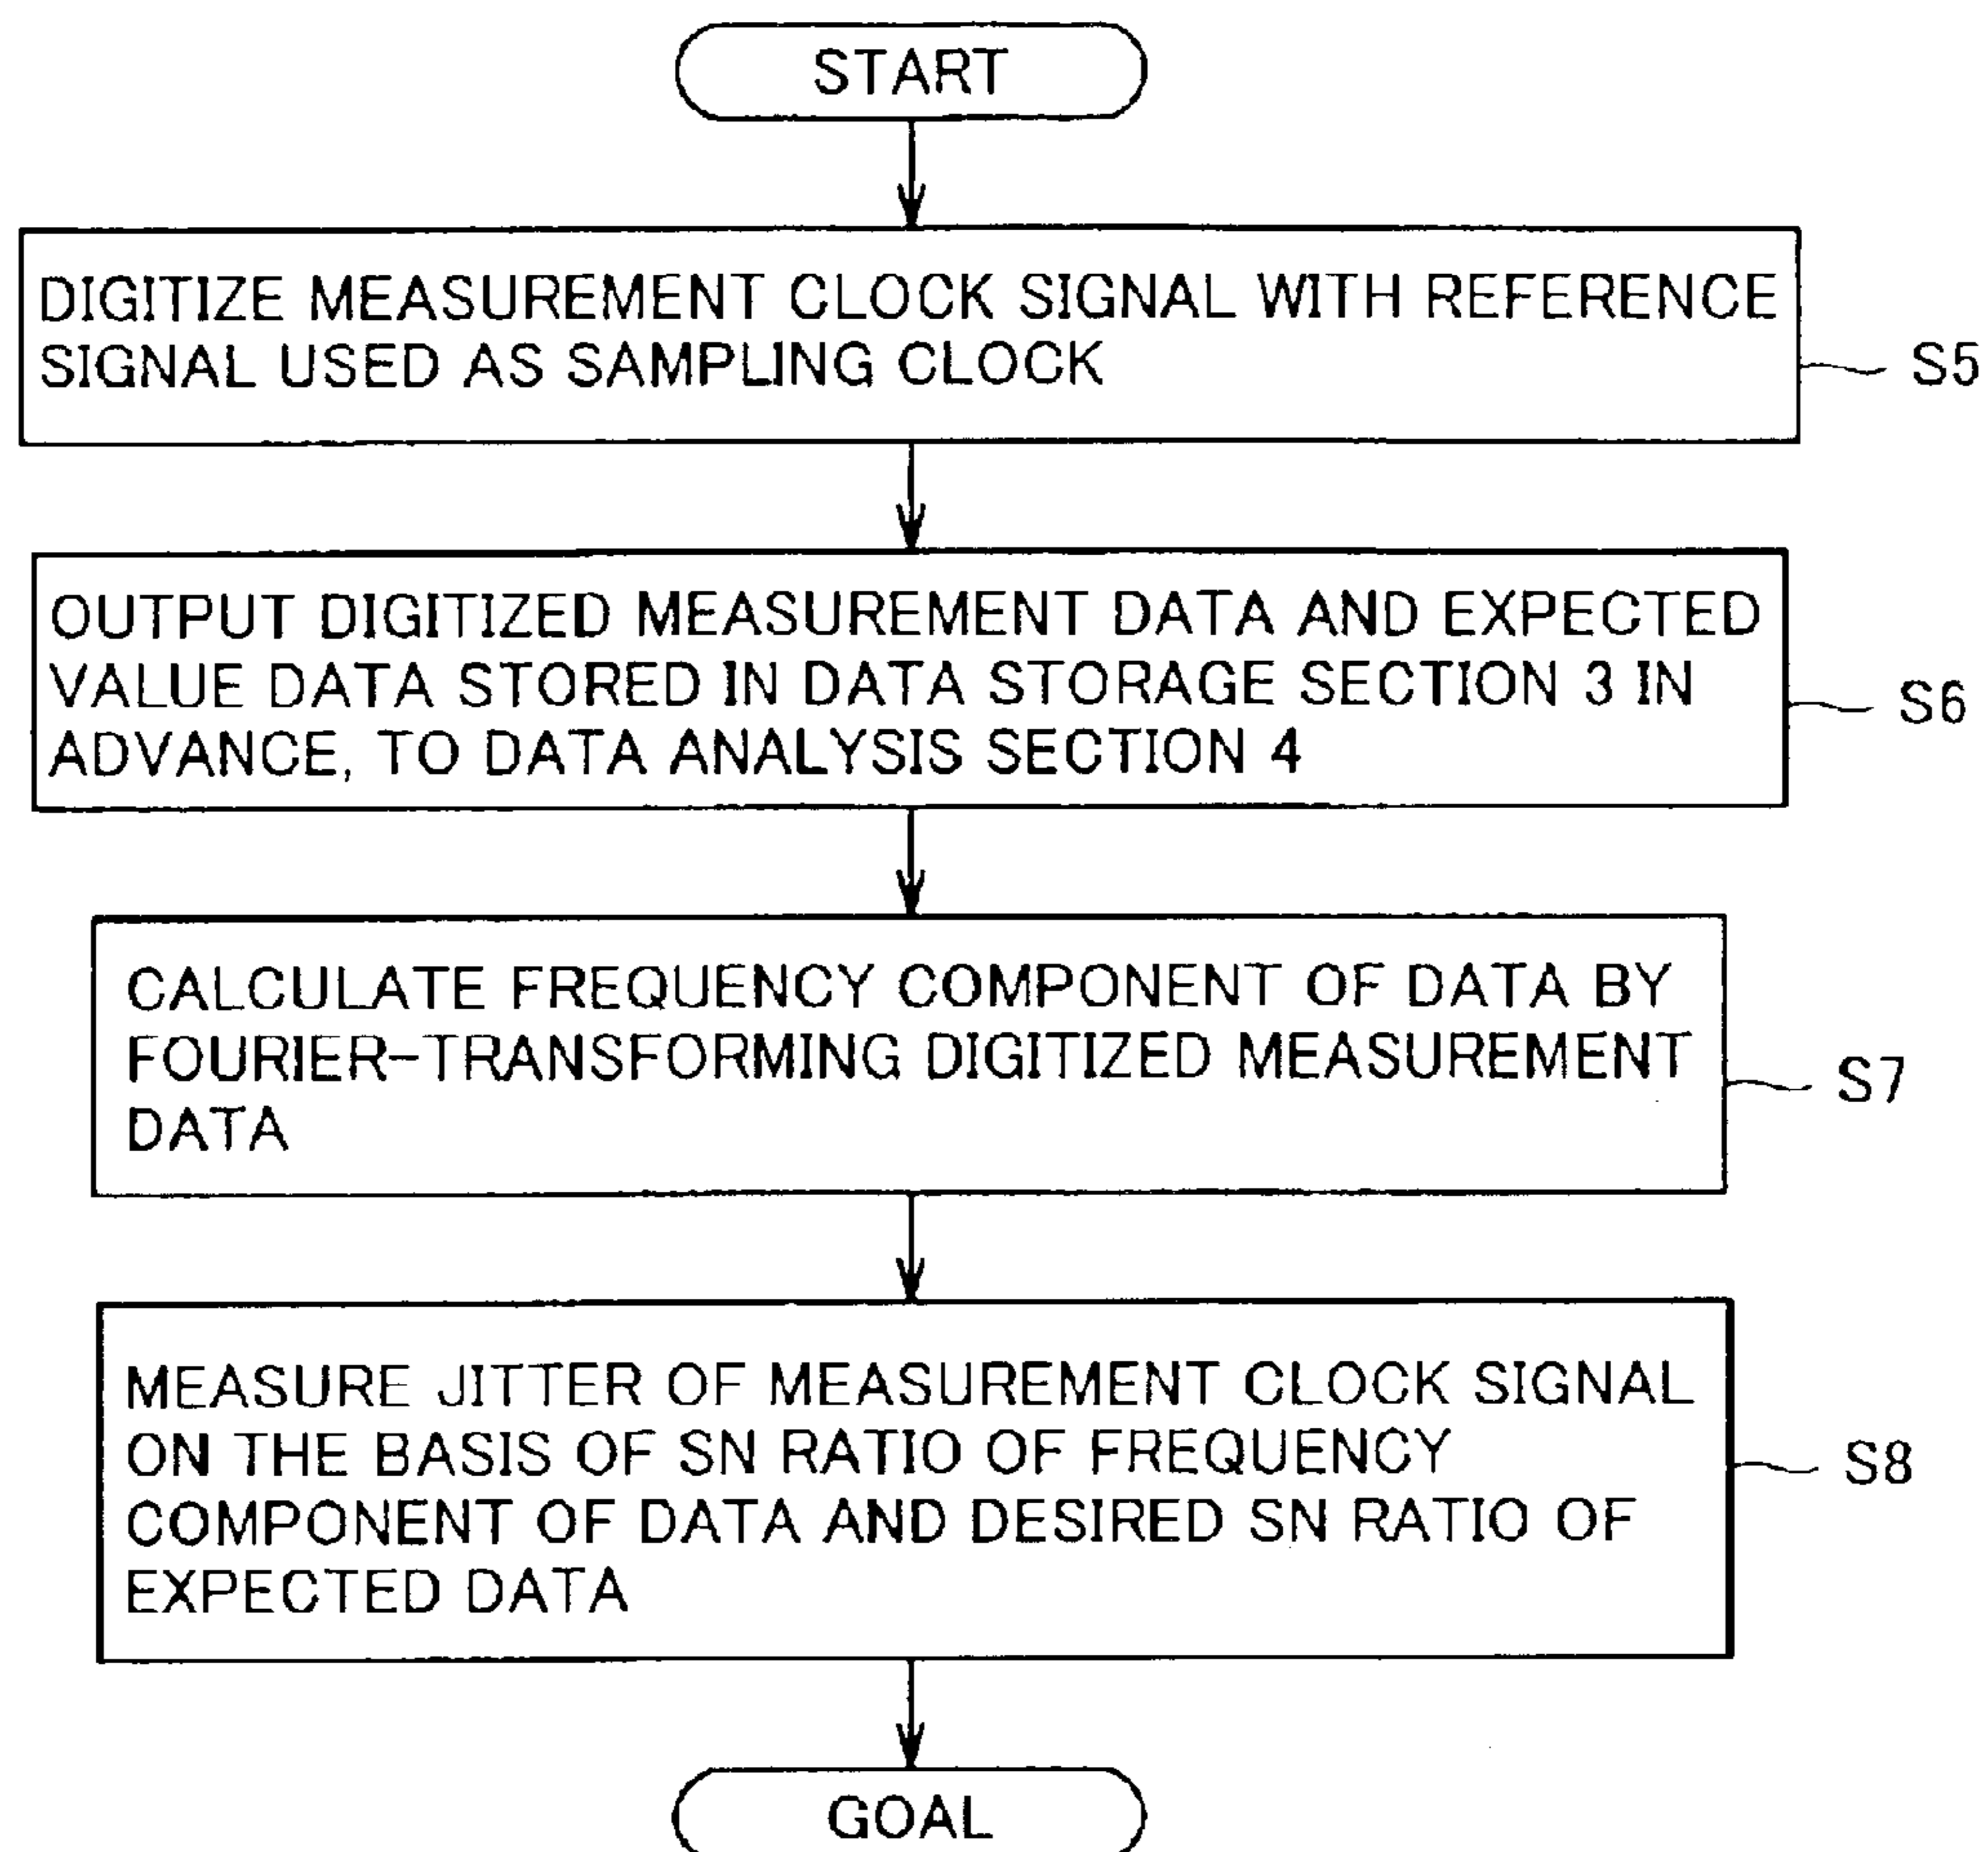 START
DIGITIZE MEASUREMENT CLOCK SIGNAL WITH REFERENCE
SIGNAL USED AS SAMPLING CLOCK
S5
OUTPUT DIGITIZED MEASUREMENT DATA AND EXPECTED
VALUE DATA STORED IN DATA STORAGE SECTION 3 IN
ADVANCE, TO DATA ANALYSIS SECTION 4
S6
CALCULATE FREQUENCY COMPONENT OF DATA BY
FOURIER-TRANSFORMING DIGITIZED MEASUREMENT
DATA
S7
MEASURE JITTER OF MEASUREMENT CLOCK SIGNAL
ON THE BASIS OF SN RATIO OF FREQUENCY
COMPONENT OF DATA AND DESIRED SN RATIO OF
EXPECTED DATA
S8
GOAL